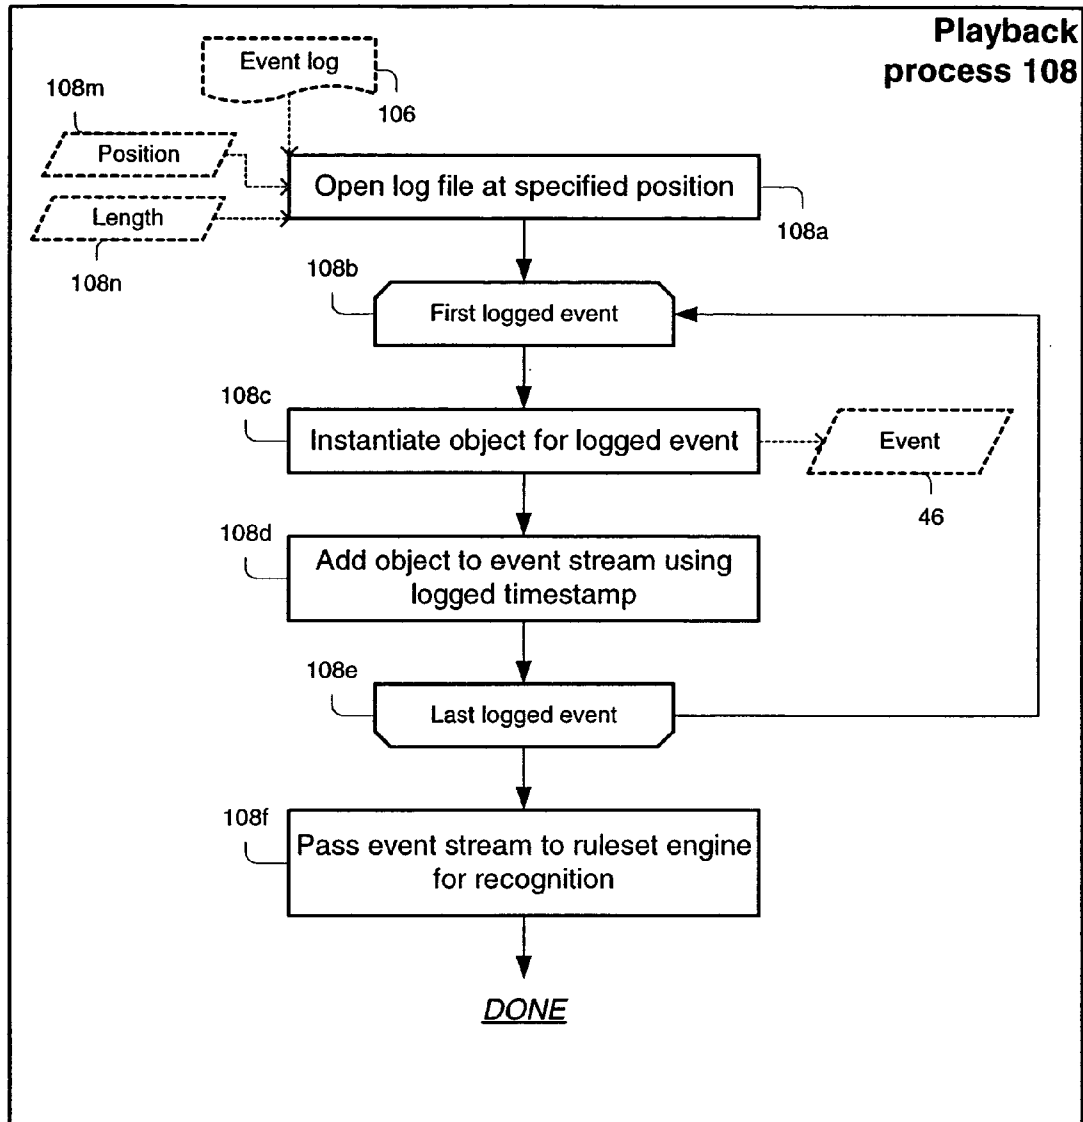 Playback
process 108
Event log
106
108m
Position
Length
108n
Open log file at specified position
108a
108b
First logged event
108c
Instantiate object for logged event
Event
46
108d
Add object to event stream using
logged timestamp
108e
Last logged event
108f
Pass event stream to ruleset engine
for recognition
DONE